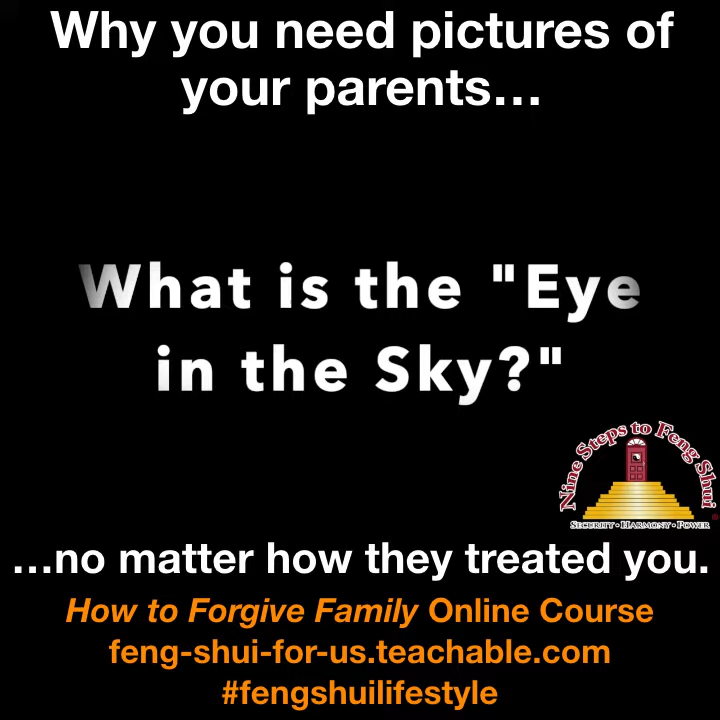 Why you need pictures of
your parents…
What is the "Eye
in the Sky?"
Nine Steps to Feng Shui
SECURITY • HARMONY • POWER
…no matter how they treated you.
How to Forgive Family Online Course
feng-shui-for-us.teachable.com
#fengshuilifestyle